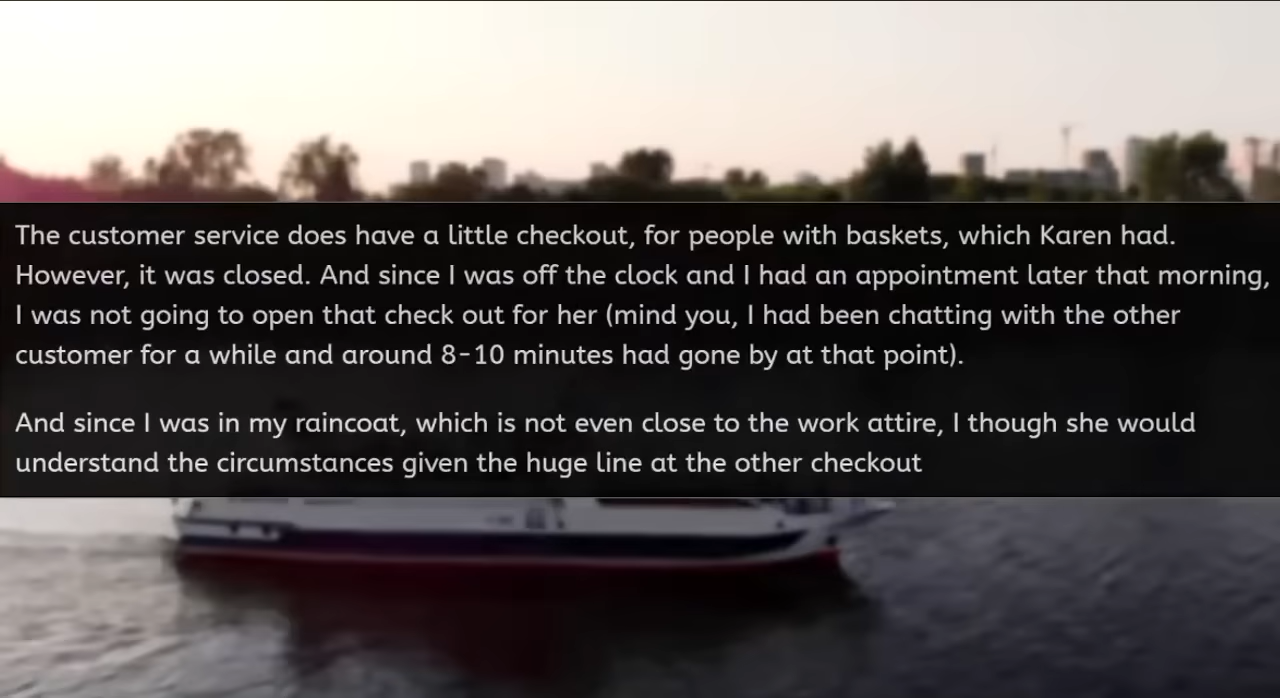 The customer service does have a little checkout, for people with baskets, which Karen had.
However, it was closed. And since I was off the clock and I had an appointment later that morning,
I was not going to open that check out for her (mind you, I had been chatting with the other
customer for a while and around 8-10 minutes had gone by at that point).
And since I was in my raincoat, which is not even close to the work attire, I though she would
understand the circumstances given the huge line at the other checkout